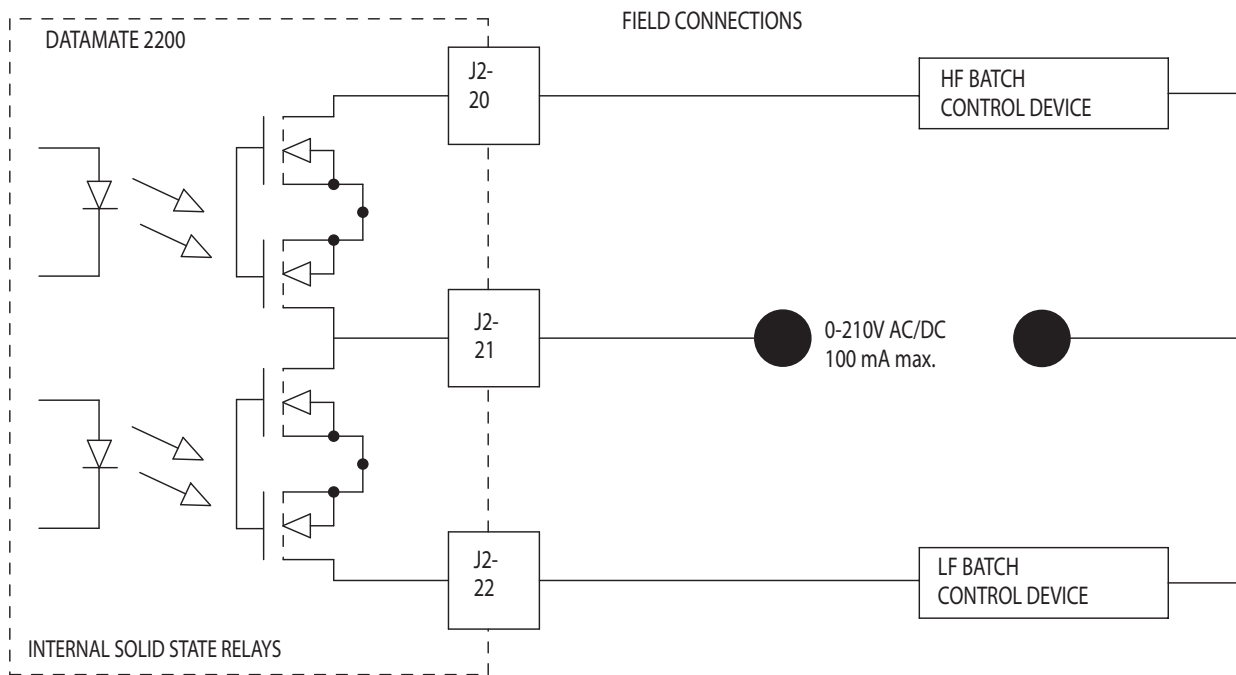 FIELD CONNECTIONS
DATAMATE 2200
J2-
20
HF BATCH
CONTROL DEVICE
J2-
21
0-210V AC/DC
100 mA max.
J2-
22
LF BATCH
CONTROL DEVICE
INTERNAL SOLID STATE RELAYS